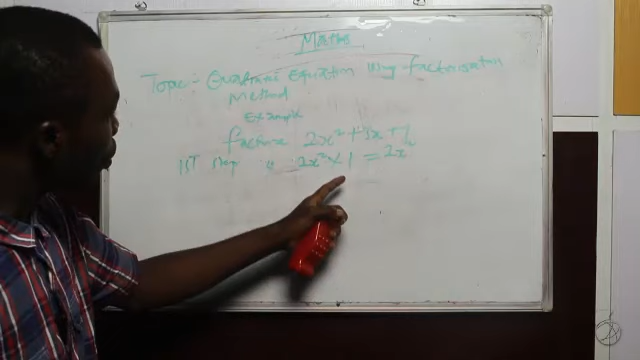 Maths
Topic:- Quadratic Equation using factorisation
Method
Example
factorise 2x² + 3x + 1
1ST step 2x² × 1 = 2x